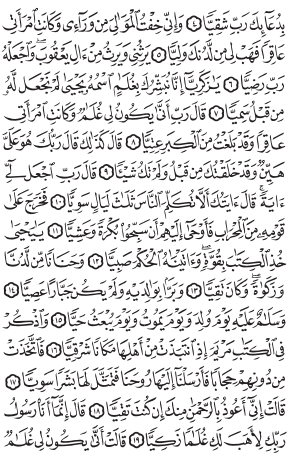 بِدُعَآئِكَ رَبِّ شَقِيًّا ٤ وَإِنِّي خِفْتُ ٱلْمَوَٰلِيَ مِن وَرَآءِي وَكَانَتِ ٱمْرَأَتِي
عَاقِرًا فَهَبْ لِي مِن لَّدُنكَ وَلِيًّا ٥ يَرِثُنِي وَيَرِثُ مِنْ ءَالِ يَعْقُوبَۖ وَٱجْعَلْهُ
رَبِّ رَضِيًّا ٦ يَٰزَكَرِيَّآ إِنَّا نُبَشِّرُكَ بِغُلَٰمٍ ٱسْمُهُۥ يَحْيَىٰ لَمْ نَجْعَل لَّهُۥ
مِن قَبْلُ سَمِيًّا ٧ قَالَ رَبِّ أَنَّىٰ يَكُونُ لِي غُلَٰمٌ وَكَانَتِ ٱمْرَأَتِي
عَاقِرًا وَقَدْ بَلَغْتُ مِنَ ٱلْكِبَرِ عِتِيًّا ٨ قَالَ كَذَٰلِكَ قَالَ رَبُّكَ هُوَ عَلَيَّ
هَيِّنٌ وَقَدْ خَلَقْتُكَ مِن قَبْلُ وَلَمْ تَكُ شَيْـًٔا ٩ قَالَ رَبِّ ٱجْعَل لِّيٓ
ءَايَةًۚ قَالَ ءَايَتُكَ أَلَّا تُكَلِّمَ ٱلنَّاسَ ثَلَٰثَ لَيَالٍ سَوِيًّا ١٠ فَخَرَجَ عَلَىٰ
قَوْمِهِۦ مِنَ ٱلْمِحْرَابِ فَأَوْحَىٰٓ إِلَيْهِمْ أَن سَبِّحُوا۟ بُكْرَةً وَعَشِيًّا ١١ يَٰيَحْيَىٰ
خُذِ ٱلْكِتَٰبَ بِقُوَّةٍۖ وَءَاتَيْنَٰهُ ٱلْحُكْمَ صَبِيًّا ١٢ وَحَنَانًا مِّن لَّدُنَّا
وَزَكَوٰةًۖ وَكَانَ تَقِيًّا ١٣ وَبَرًّۢا بِوَٰلِدَيْهِ وَلَمْ يَكُن جَبَّارًا عَصِيًّا ١٤
وَسَلَٰمٌ عَلَيْهِ يَوْمَ وُلِدَ وَيَوْمَ يَمُوتُ وَيَوْمَ يُبْعَثُ حَيًّا ١٥ وَٱذْكُرْ
فِي ٱلْكِتَٰبِ مَرْيَمَ إِذِ ٱنتَبَذَتْ مِنْ أَهْلِهَا مَكَانًا شَرْقِيًّا ١٦ فَٱتَّخَذَتْ
مِن دُونِهِمْ حِجَابًا فَأَرْسَلْنَآ إِلَيْهَا رُوحَنَا فَتَمَثَّلَ لَهَا بَشَرًا سَوِيًّا ١٧
قَالَتْ إِنِّيٓ أَعُوذُ بِٱلرَّحْمَٰنِ مِنكَ إِن كُنتَ تَقِيًّا ١٨ قَالَ إِنَّمَآ أَنَا۠ رَسُولُ
رَبِّكِ لِأَهَبَ لَكِ غُلَٰمًا زَكِيًّا ١٩ قَالَتْ أَنَّىٰ يَكُونُ لِي غُلَٰمٌ